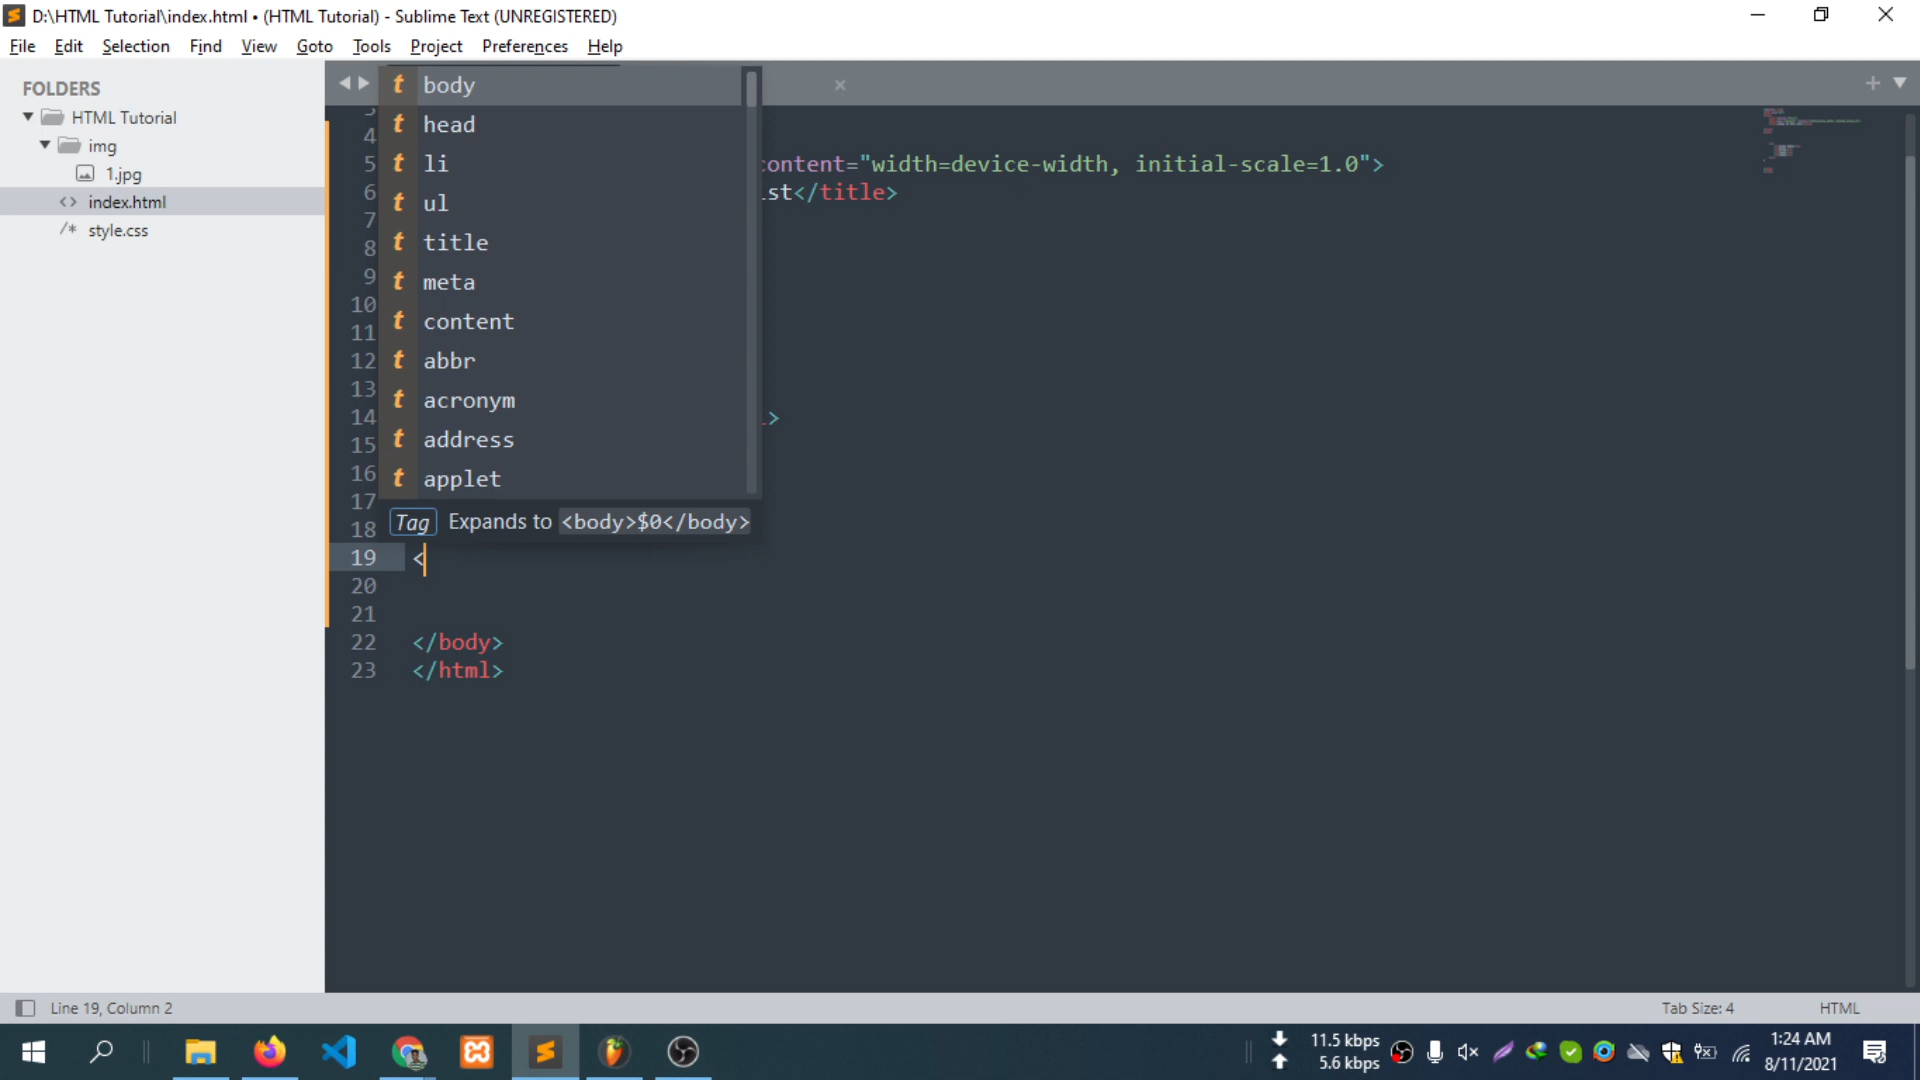 D:\HTML Tutorial\index.html • (HTML Tutorial) - Sublime Text (UNREGISTERED)
File Edit Selection Find View Goto Tools Project Preferences Help
FOLDERS
HTML Tutorial
img
1.jpg
index.html
style.css
body
head
li
ul
title
meta
content
abbr
acronym
address
applet
Tag Expands to <body>$0</body>
4
5 content="width=device-width, initial-scale=1.0">
6 st</title>
7
8
9
10
11
12
13
14 >
15
16
17
18
19 <
20
21
22 </body>
23 </html>
Line 19, Column 2 Tab Size: 4 HTML
11.5 kbps
5.6 kbps
1:24 AM
8/11/2021